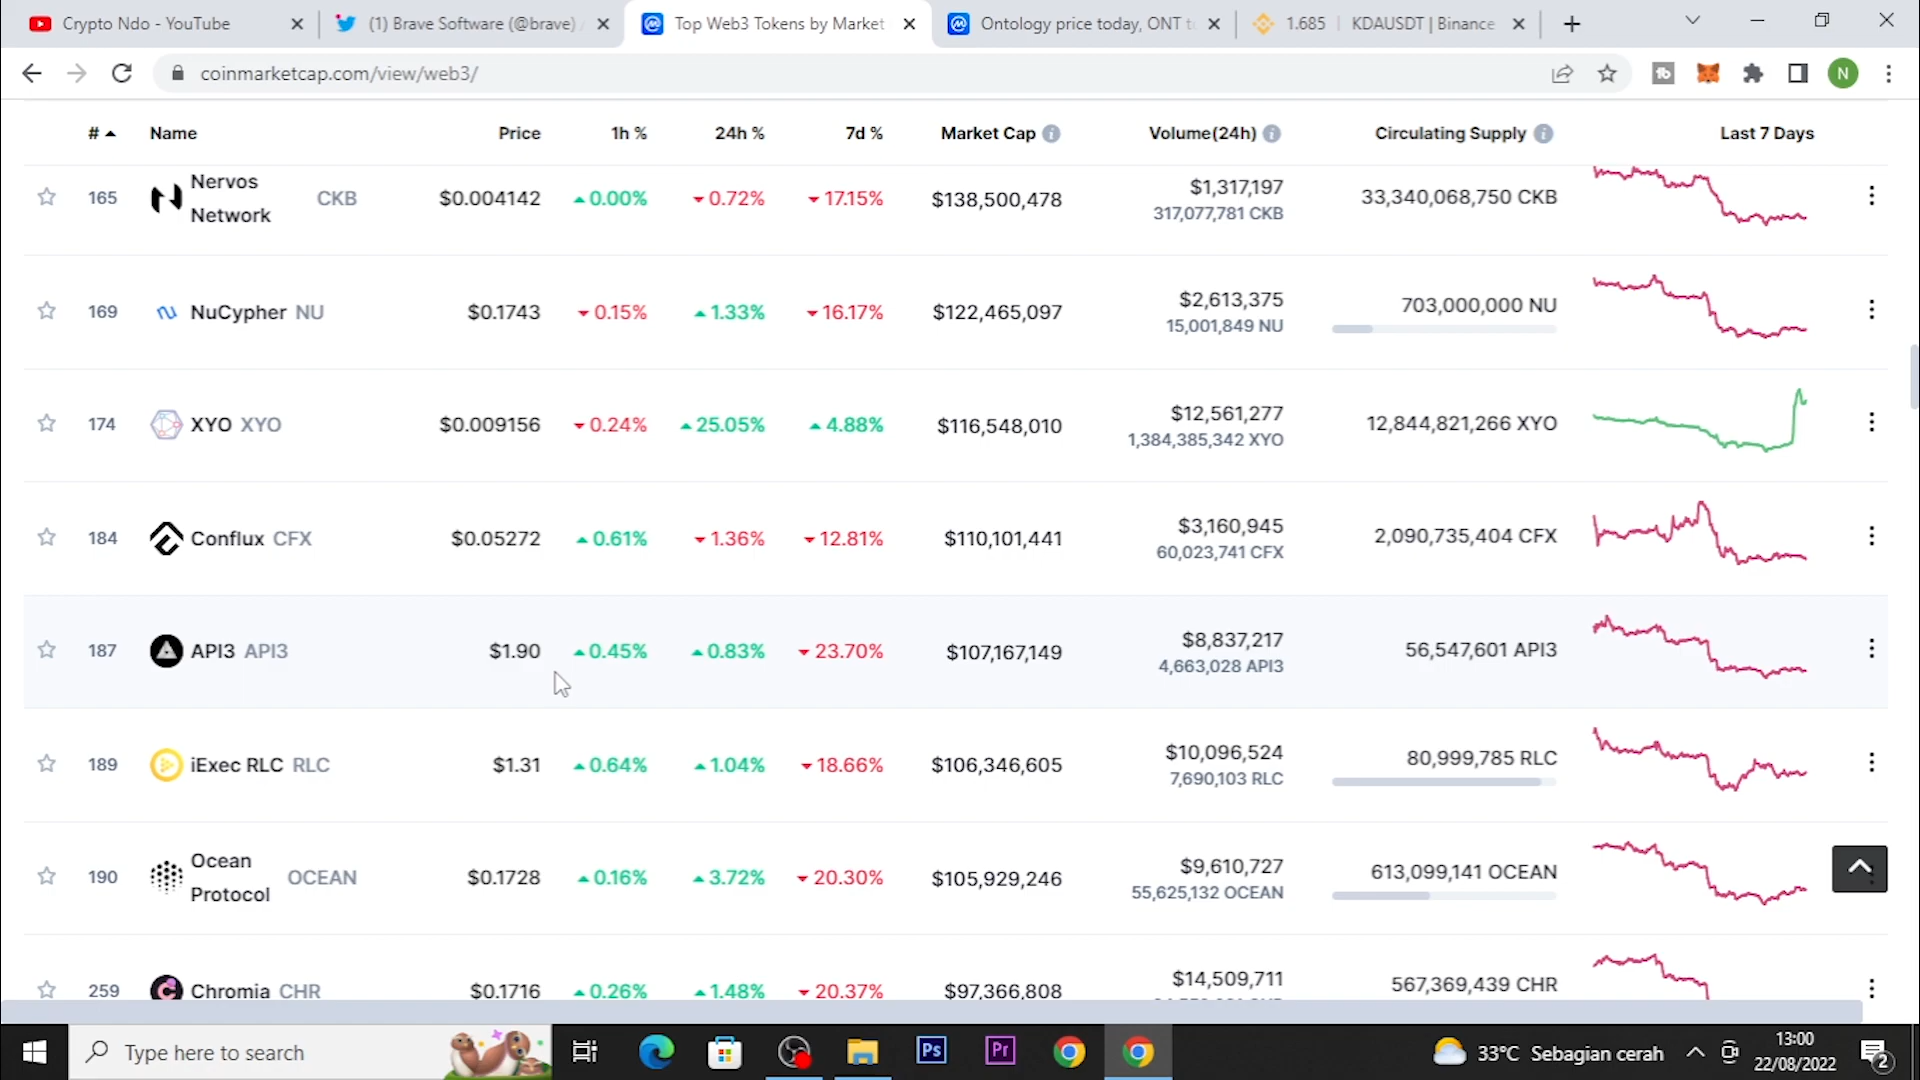 Crypto Ndo - YouTube
(1) Brave Software (@brave) /
Top Web3 Tokens by Market
Ontology price today, ONT t
1.685 | KDAUSDT | Binance
coinmarketcap.com/view/web3/
N
# Name Price 1h % 24h % 7d % Market Cap Volume(24h) Circulating Supply Last 7 Days
165 Nervos Network CKB $0.004142 0.00% 0.72% 17.15% $138,500,478 $1,317,197 33,340,068,750 CKB
317,077,781 CKB
169 NuCypher NU $0.1743 0.15% 1.33% 16.17% $122,465,097 $2,613,375 703,000,000 NU
15,001,849 NU
174 XYO XYO $0.009156 0.24% 25.05% 4.88% $116,548,010 $12,561,277 12,844,821,266 XYO
1,384,385,342 XYO
184 Conflux CFX $0.05272 0.61% 1.36% 12.81% $110,101,441 $3,160,945 2,090,735,404 CFX
60,023,741 CFX
187 API3 API3 $1.90 0.45% 0.83% 23.70% $107,167,149 $8,837,217 56,547,601 API3
4,663,028 API3
189 iExec RLC RLC $1.31 0.64% 1.04% 18.66% $106,346,605 $10,096,524 80,999,785 RLC
7,690,103 RLC
190 Ocean Protocol OCEAN $0.1728 0.16% 3.72% 20.30% $105,929,246 $9,610,727 613,099,141 OCEAN
55,625,132 OCEAN
259 Chromia CHR $0.1716 0.26% 1.48% 20.37% $97,366,808 $14,509,711 567,369,439 CHR
Type here to search
Ps
Pr
33°C Sebagian cerah
13:00
22/08/2022
2